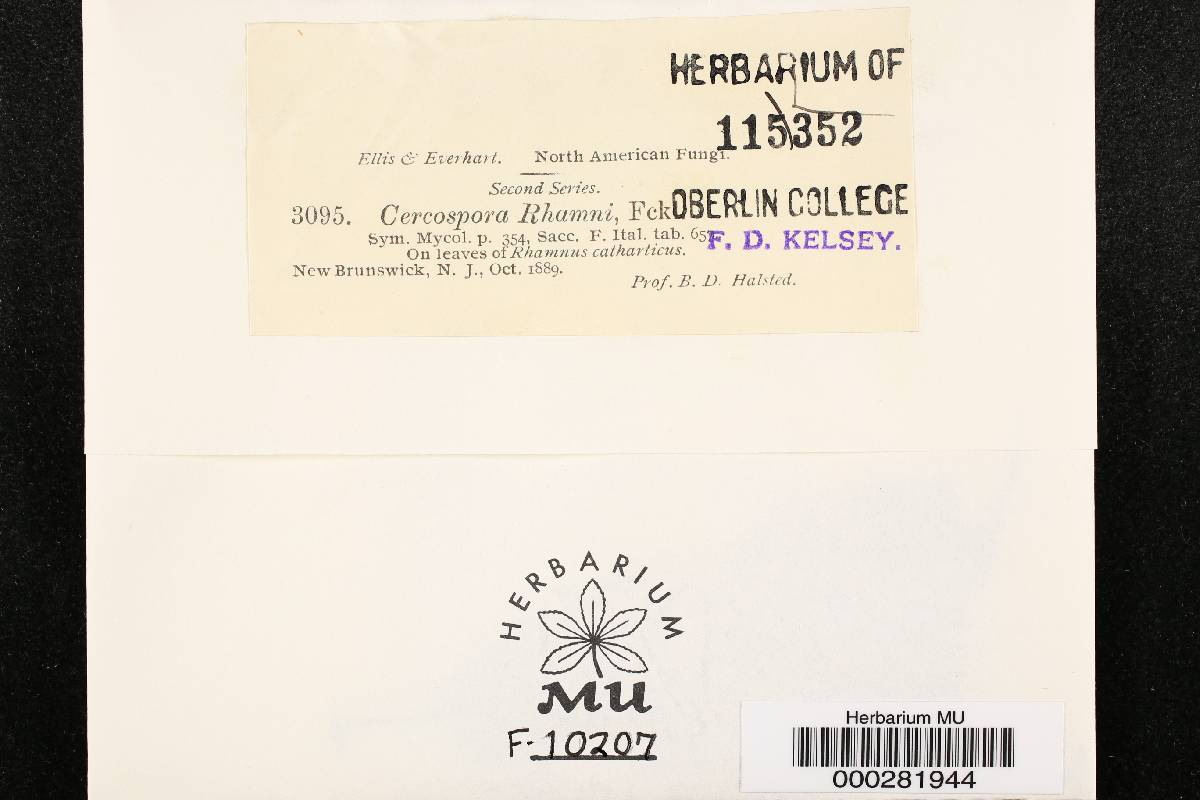 HERBARIUM OF
115352
Ellis & Everhart. North American Fungi.
Second Series.
OBERLIN COLLEGE
3095. Cercospora Rhamni, Fck
Sym. Mycol. p. 354, Sacc. F. Ital. tab. 657
F. D. KELSEY.
On leaves of Rhamnus catharticus.
New Brunswick, N. J., Oct. 1889.
Prof. B. D. Halsted.
HERBARIUM
MU
F-10207
Herbarium MU
000281944